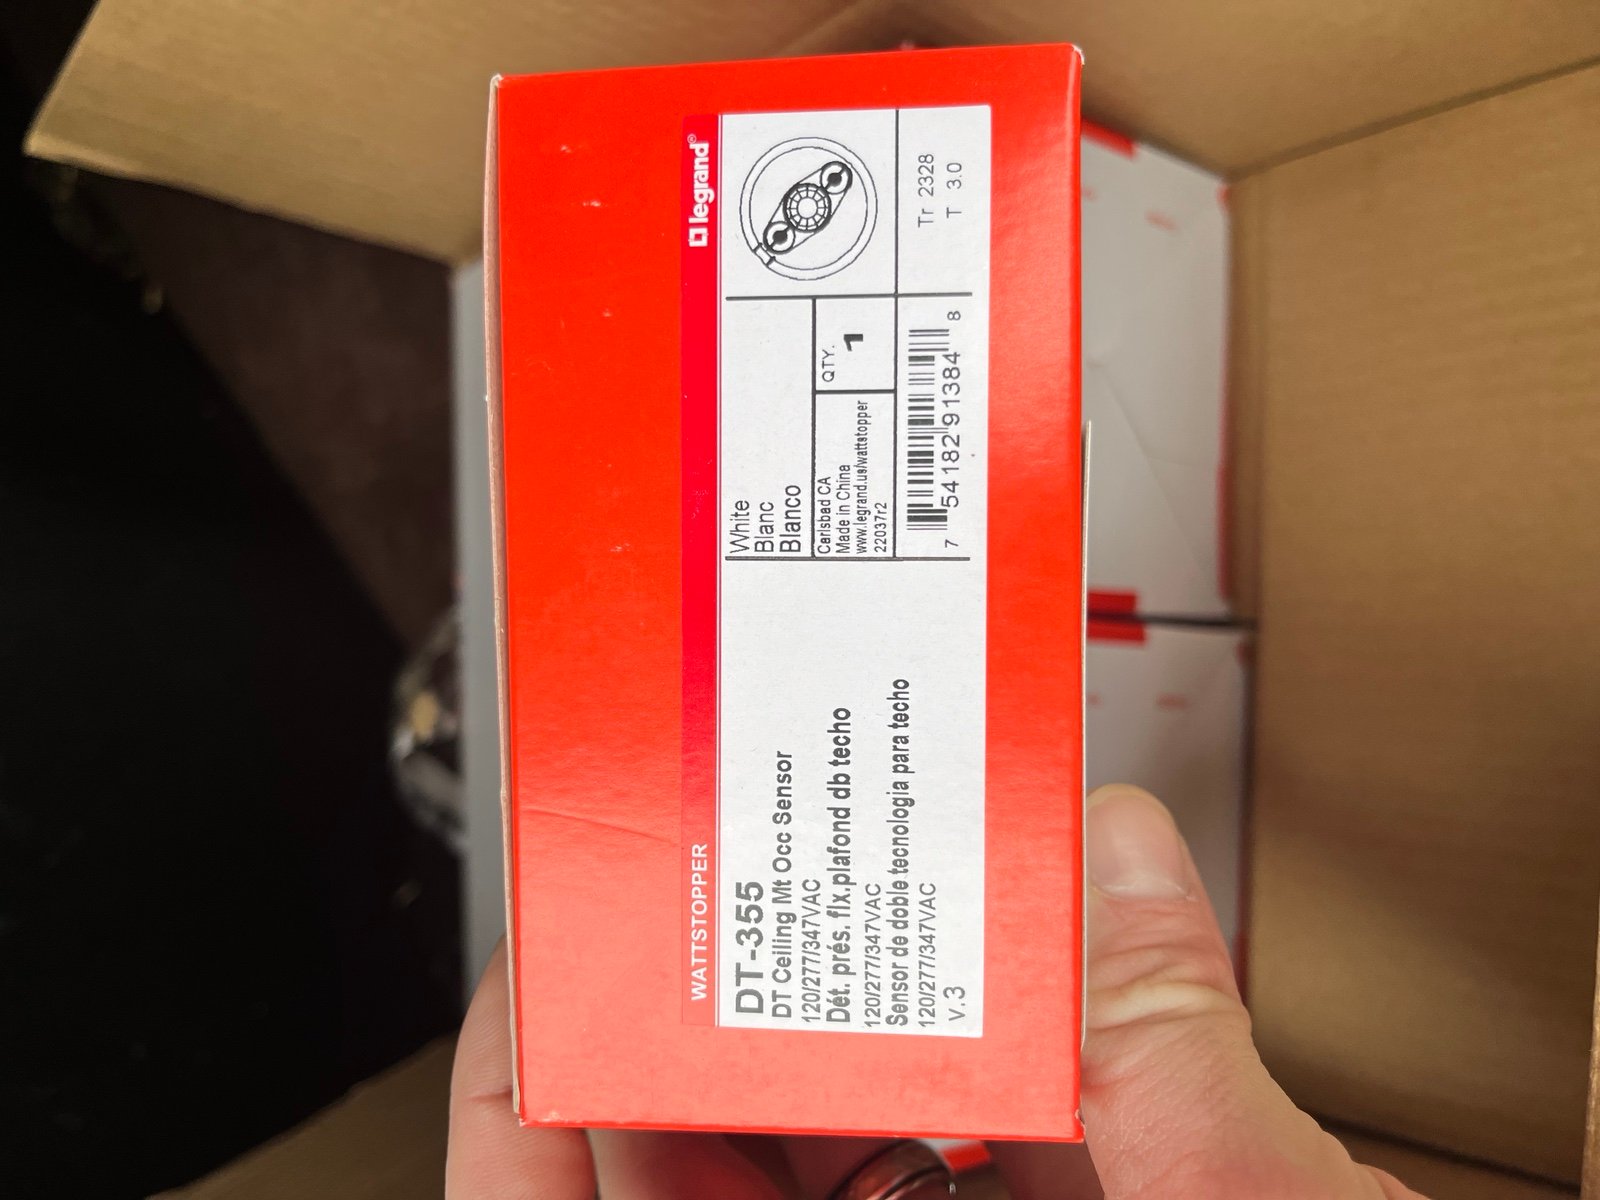 WATTSTOPPER
legrand®
DT-355
DT Ceiling Mt Occ Sensor
120/277/347VAC
Dét. prés. flx.plafond db techo
120/277/347VAC
Sensor de doble tecnologia para techo
120/277/347VAC
V.3
White
Blanc
Blanco
Carlsbad CA
Made in China
www.legrand.us/wattstopper
22037r2
QTY.
1
7 54182 91384 8
Tr 2328
T 3.0